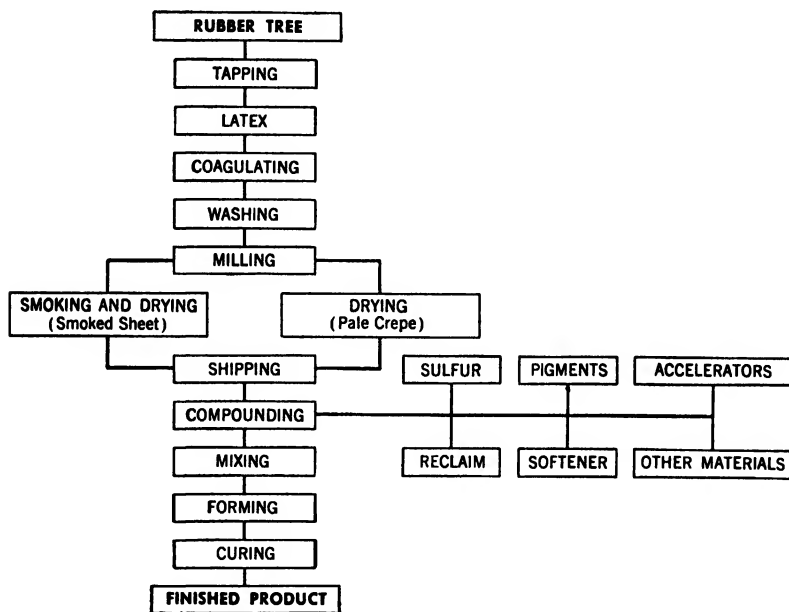 RUBBER TREE
TAPPING
LATEX
COAGULATING
WASHING
MILLING
SMOKING AND DRYING
(Smoked Sheet)
DRYING
(Pale Crepe)
SHIPPING
SULFUR
PIGMENTS
ACCELERATORS
COMPOUNDING
MIXING
RECLAIM
SOFTENER
OTHER MATERIALS
FORMING
CURING
FINISHED PRODUCT